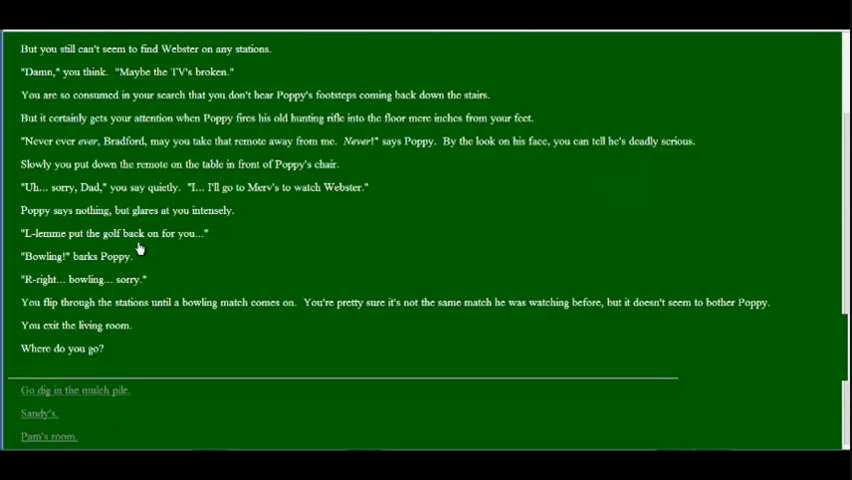 But you still can't seem to find Webster on any stations.
"Damn," you think. "Maybe the TV's broken."
You are so consumed in your search that you don't hear Poppy's footsteps coming back down the stairs.
But it certainly gets your attention when Poppy fires his old hunting rifle into the floor mere inches from your feet.
"Never ever ever, Bradford, may you take that remote away from me. Never!" says Poppy. By the look on his face, you can tell he's deadly serious.
Slowly you put down the remote on the table in front of Poppy's chair.
"Uh... sorry, Dad," you say quietly. "I... I'll go to Merv's to watch Webster."
Poppy says nothing, but glares at you intensely.
"L-lemme put the golf back on for you..."
"Bowling!" barks Poppy.
"R-right... bowling... sorry."
You flip through the stations until a bowling match comes on. You're pretty sure it's not the same match he was watching before, but it doesn't seem to bother Poppy.
You exit the living room.
Where do you go?
Go dig in the mulch pile.
Sandy's.
Pam's room.